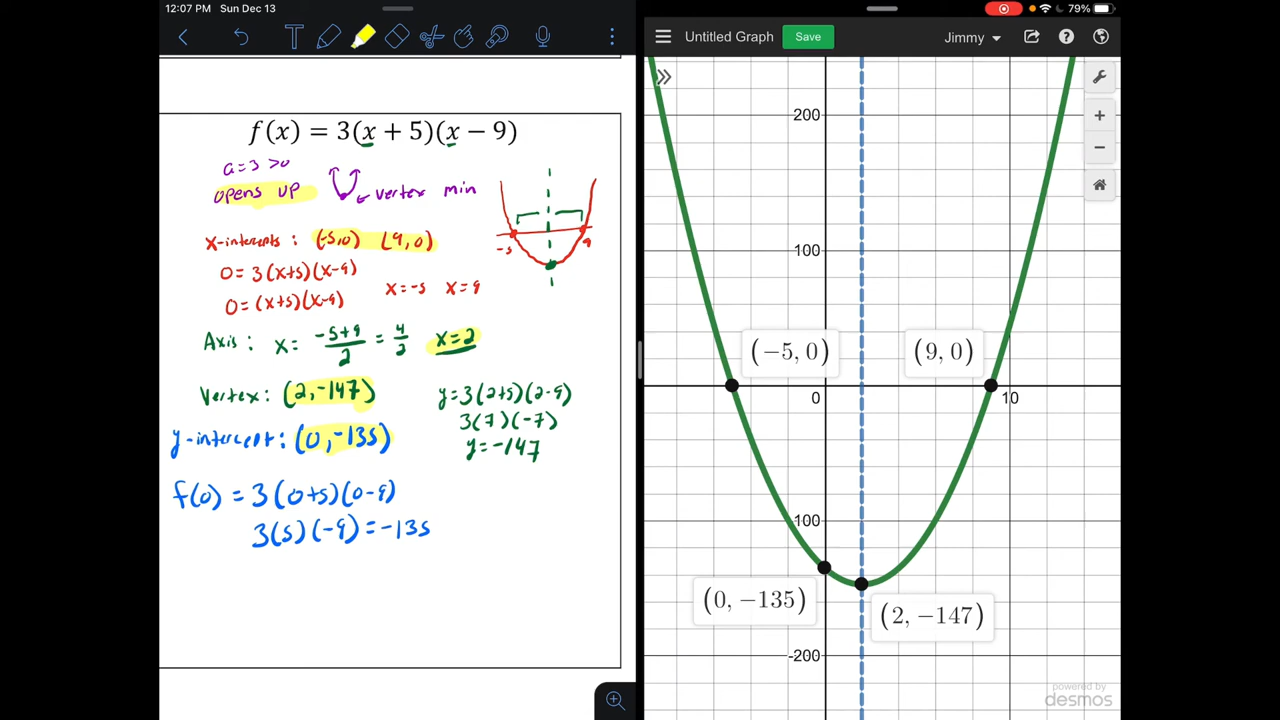 12:07 PM Sun Dec 13
79%
Untitled Graph Save Jimmy
f(x) = 3(x + 5)(x − 9)
a=3 >0
opens up vertex min
x-intercepts: (-5,0) (9,0)
-5 9
0=3(x+5)(x-9)
0=(x+5)(x-9) x=-5 x=9
Axis: x= -5+9/2 = 4/2 x=2
Vertex: (2,-147)
y=3(2+5)(2-9)
3(7)(-7)
y=-147
y-intercept: (0,-135)
f(0) = 3(0+5)(0-9)
3(5)(-9)=-135
200
100
(−5, 0) (9, 0)
0 10
-100
(0, −135) (2, −147)
-200
powered by
desmos